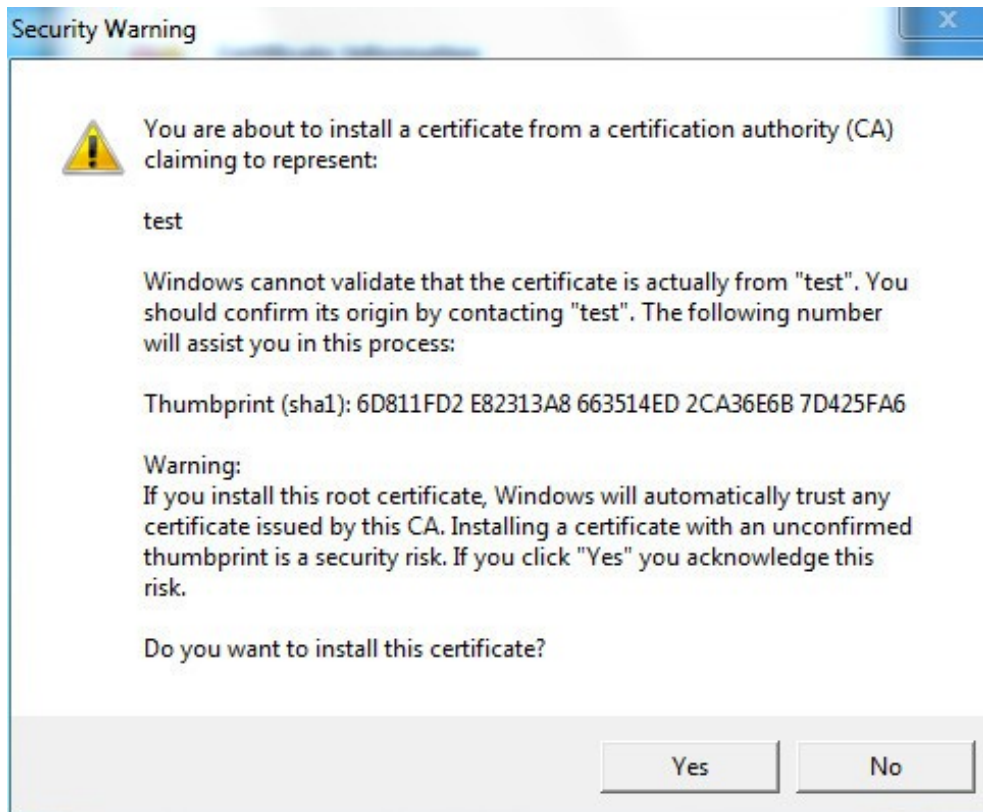 Security Warning
You are about to install a certificate from a certification authority (CA)
claiming to represent:
test
Windows cannot validate that the certificate is actually from "test". You
should confirm its origin by contacting "test". The following number
will assist you in this process:
Thumbprint (sha1): 6D811FD2 E82313A8 663514ED 2CA36E6B 7D425FA6
Warning:
If you install this root certificate, Windows will automatically trust any
certificate issued by this CA. Installing a certificate with an unconfirmed
thumbprint is a security risk. If you click "Yes" you acknowledge this
risk.
Do you want to install this certificate?
Yes
No